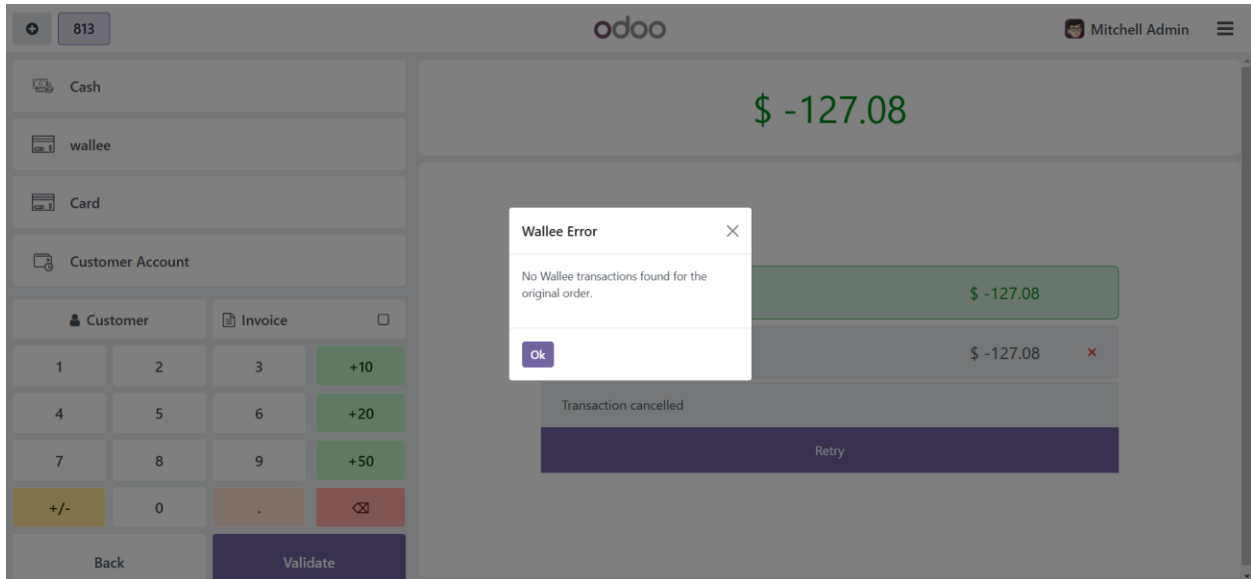 813
odoo
Mitchell Admin
Cash
wallee
Card
Customer Account
Customer
Invoice
1 2 3 +10
4 5 6 +20
7 8 9 +50
+/- 0 . ⌫
Back
Validate
$ -127.08
Wallee Error
No Wallee transactions found for the
original order.
Ok
$ -127.08
$ -127.08
Transaction cancelled
Retry